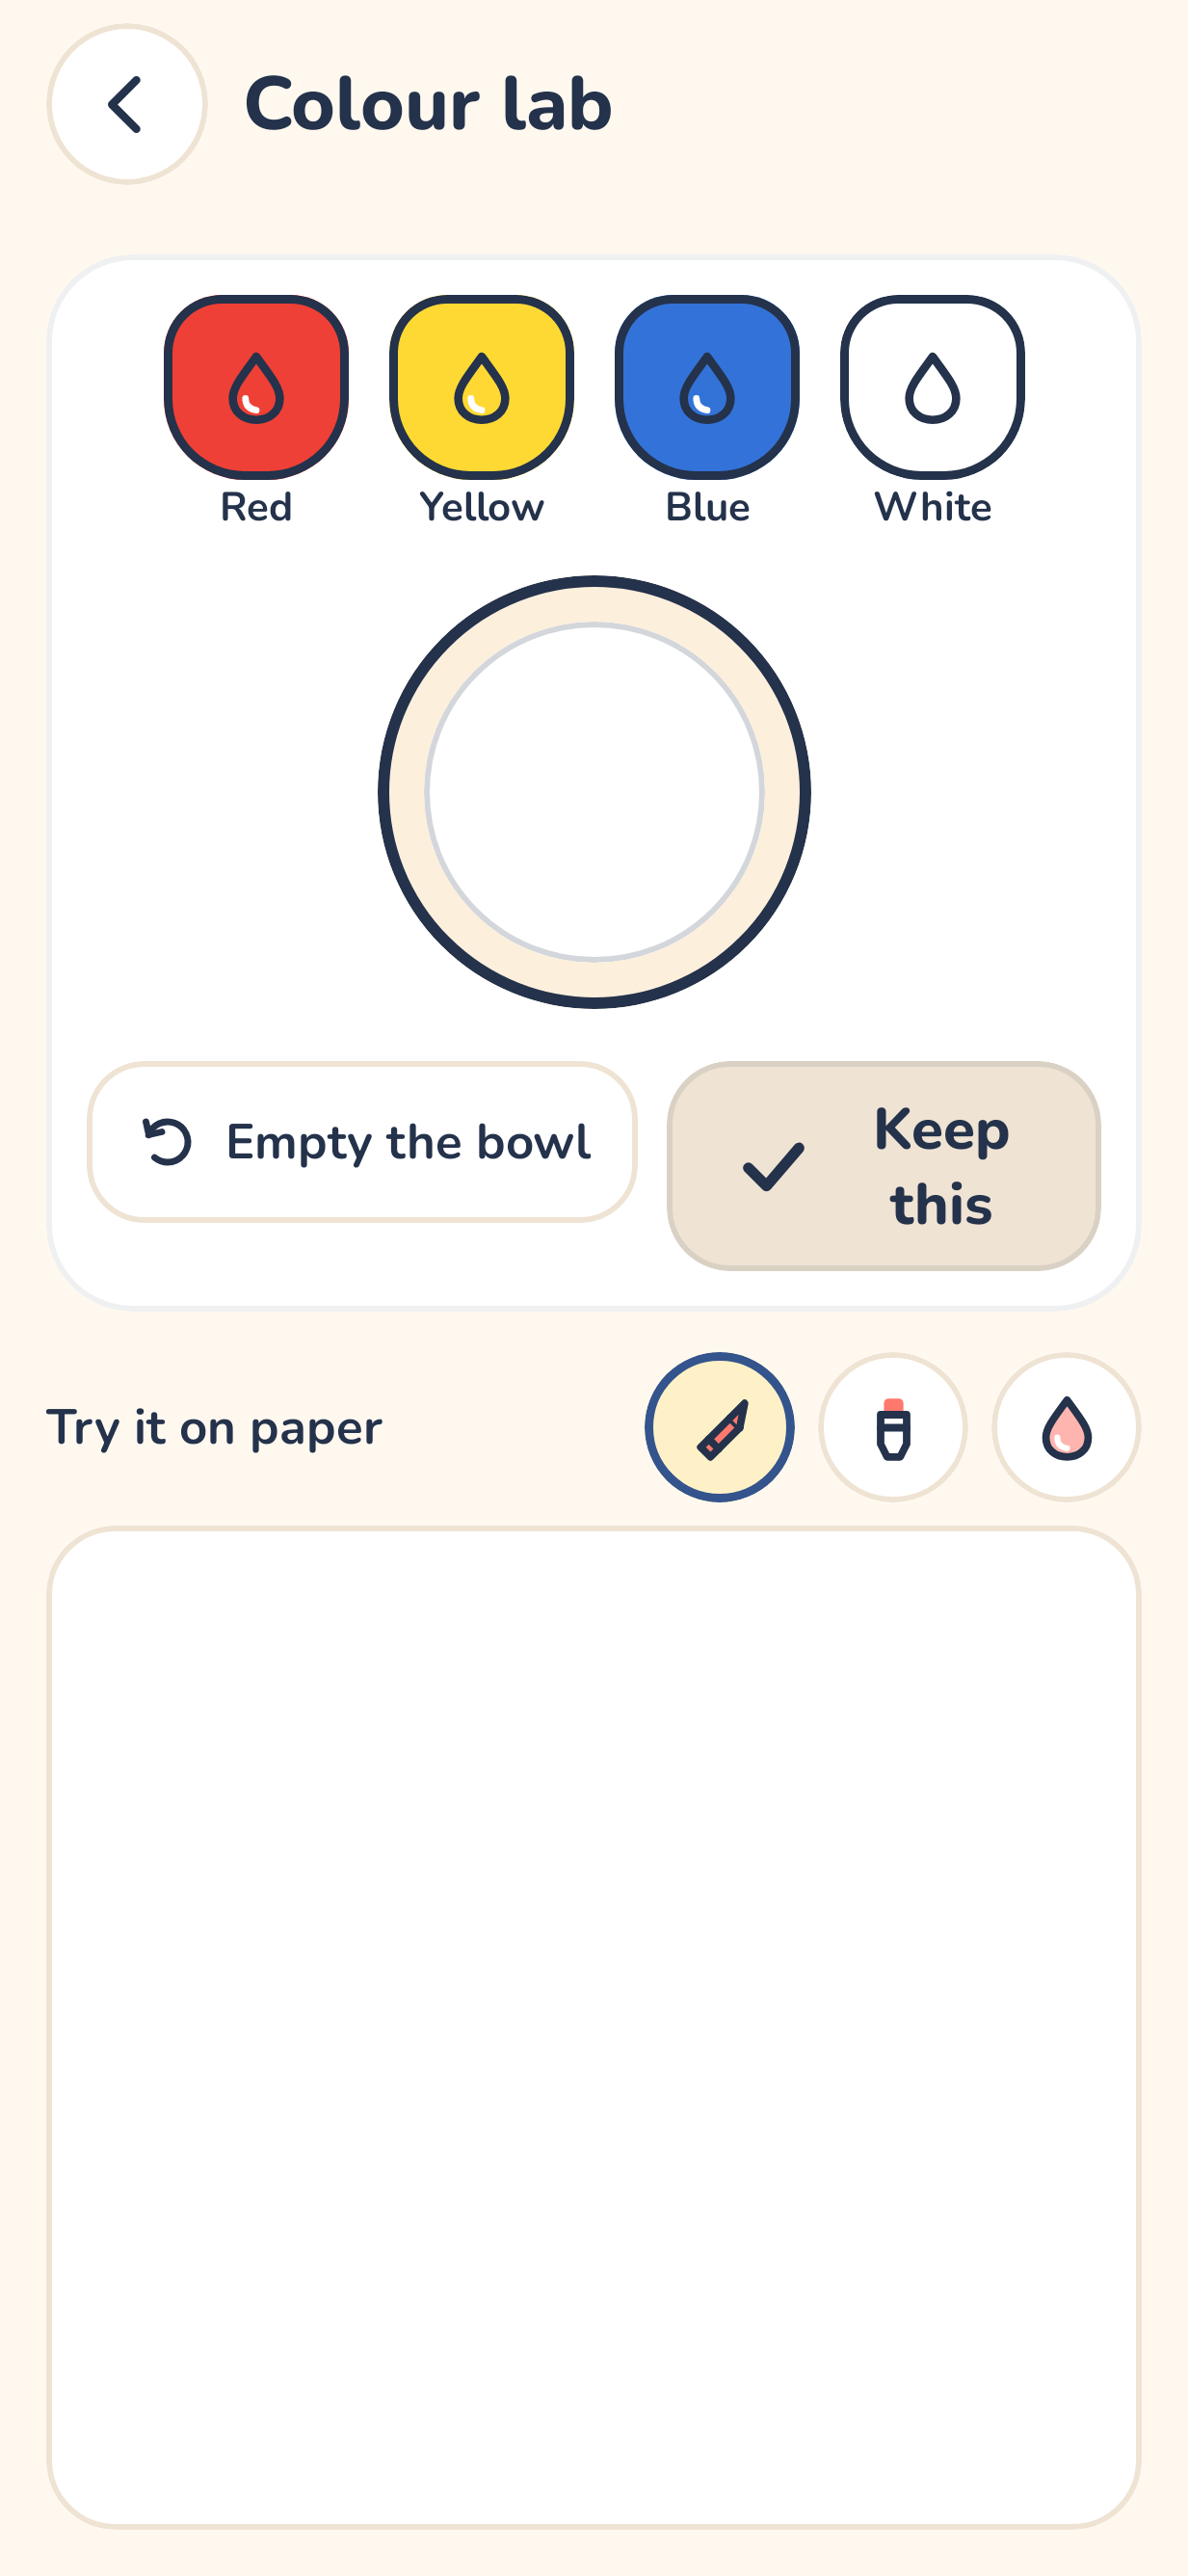 Colour lab
Red Yellow Blue White
Empty the bowl
Keep
this
Try it on paper